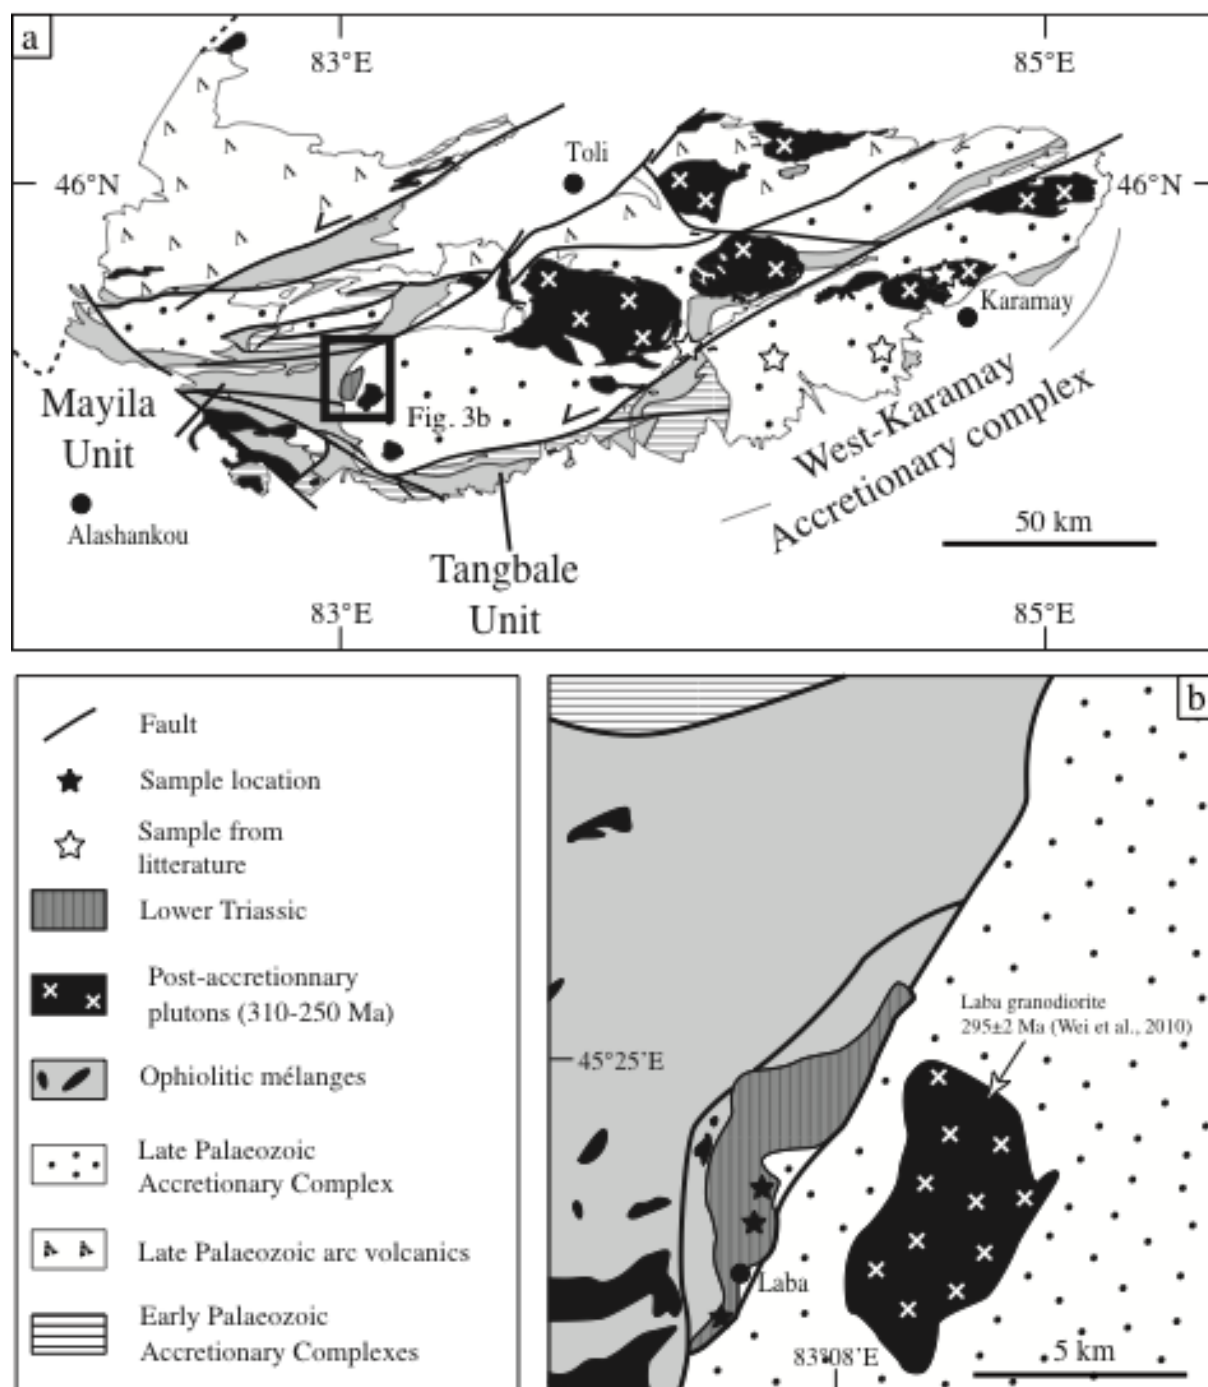 a
83°E
85°E
Toli
46°N
46°N
Karamay
Mayila
Unit
Fig. 3b
West-Karamay
Accretionary complex
Alashankou
50 km
Tangbale
Unit
83°E
85°E
Fault
Sample location
Sample from
litterature
Lower Triassic
Post-accretionnary
plutons (310-250 Ma)
Ophiolitic mélanges
Late Palaeozoic
Accretionary Complex
Late Palaeozoic arc volcanics
Early Palaeozoic
Accretionary Complexes
b
Laba granodiorite
295±2 Ma (Wei et al., 2010)
45°25'E
Laba
83°08'E
5 km